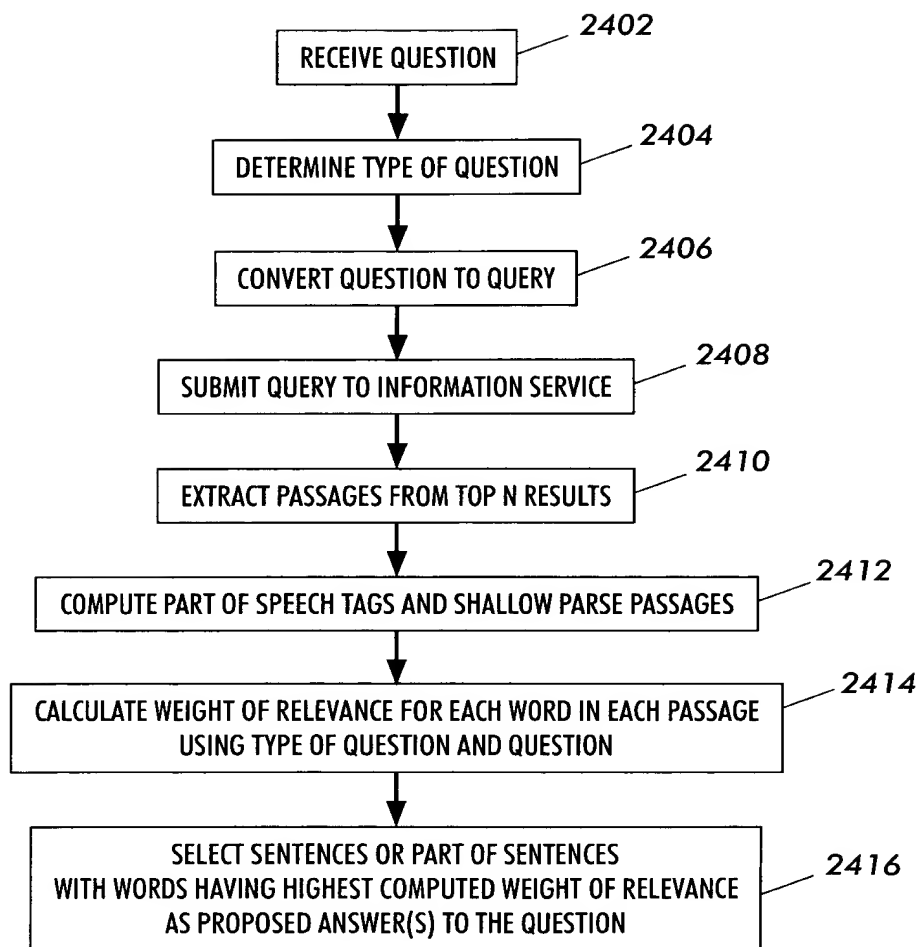 2402
RECEIVE QUESTION
2404
DETERMINE TYPE OF QUESTION
2406
CONVERT QUESTION TO QUERY
2408
SUBMIT QUERY TO INFORMATION SERVICE
2410
EXTRACT PASSAGES FROM TOP N RESULTS
2412
COMPUTE PART OF SPEECH TAGS AND SHALLOW PARSE PASSAGES
2414
CALCULATE WEIGHT OF RELEVANCE FOR EACH WORD IN EACH PASSAGE
USING TYPE OF QUESTION AND QUESTION
2416
SELECT SENTENCES OR PART OF SENTENCES
WITH WORDS HAVING HIGHEST COMPUTED WEIGHT OF RELEVANCE
AS PROPOSED ANSWER(S) TO THE QUESTION